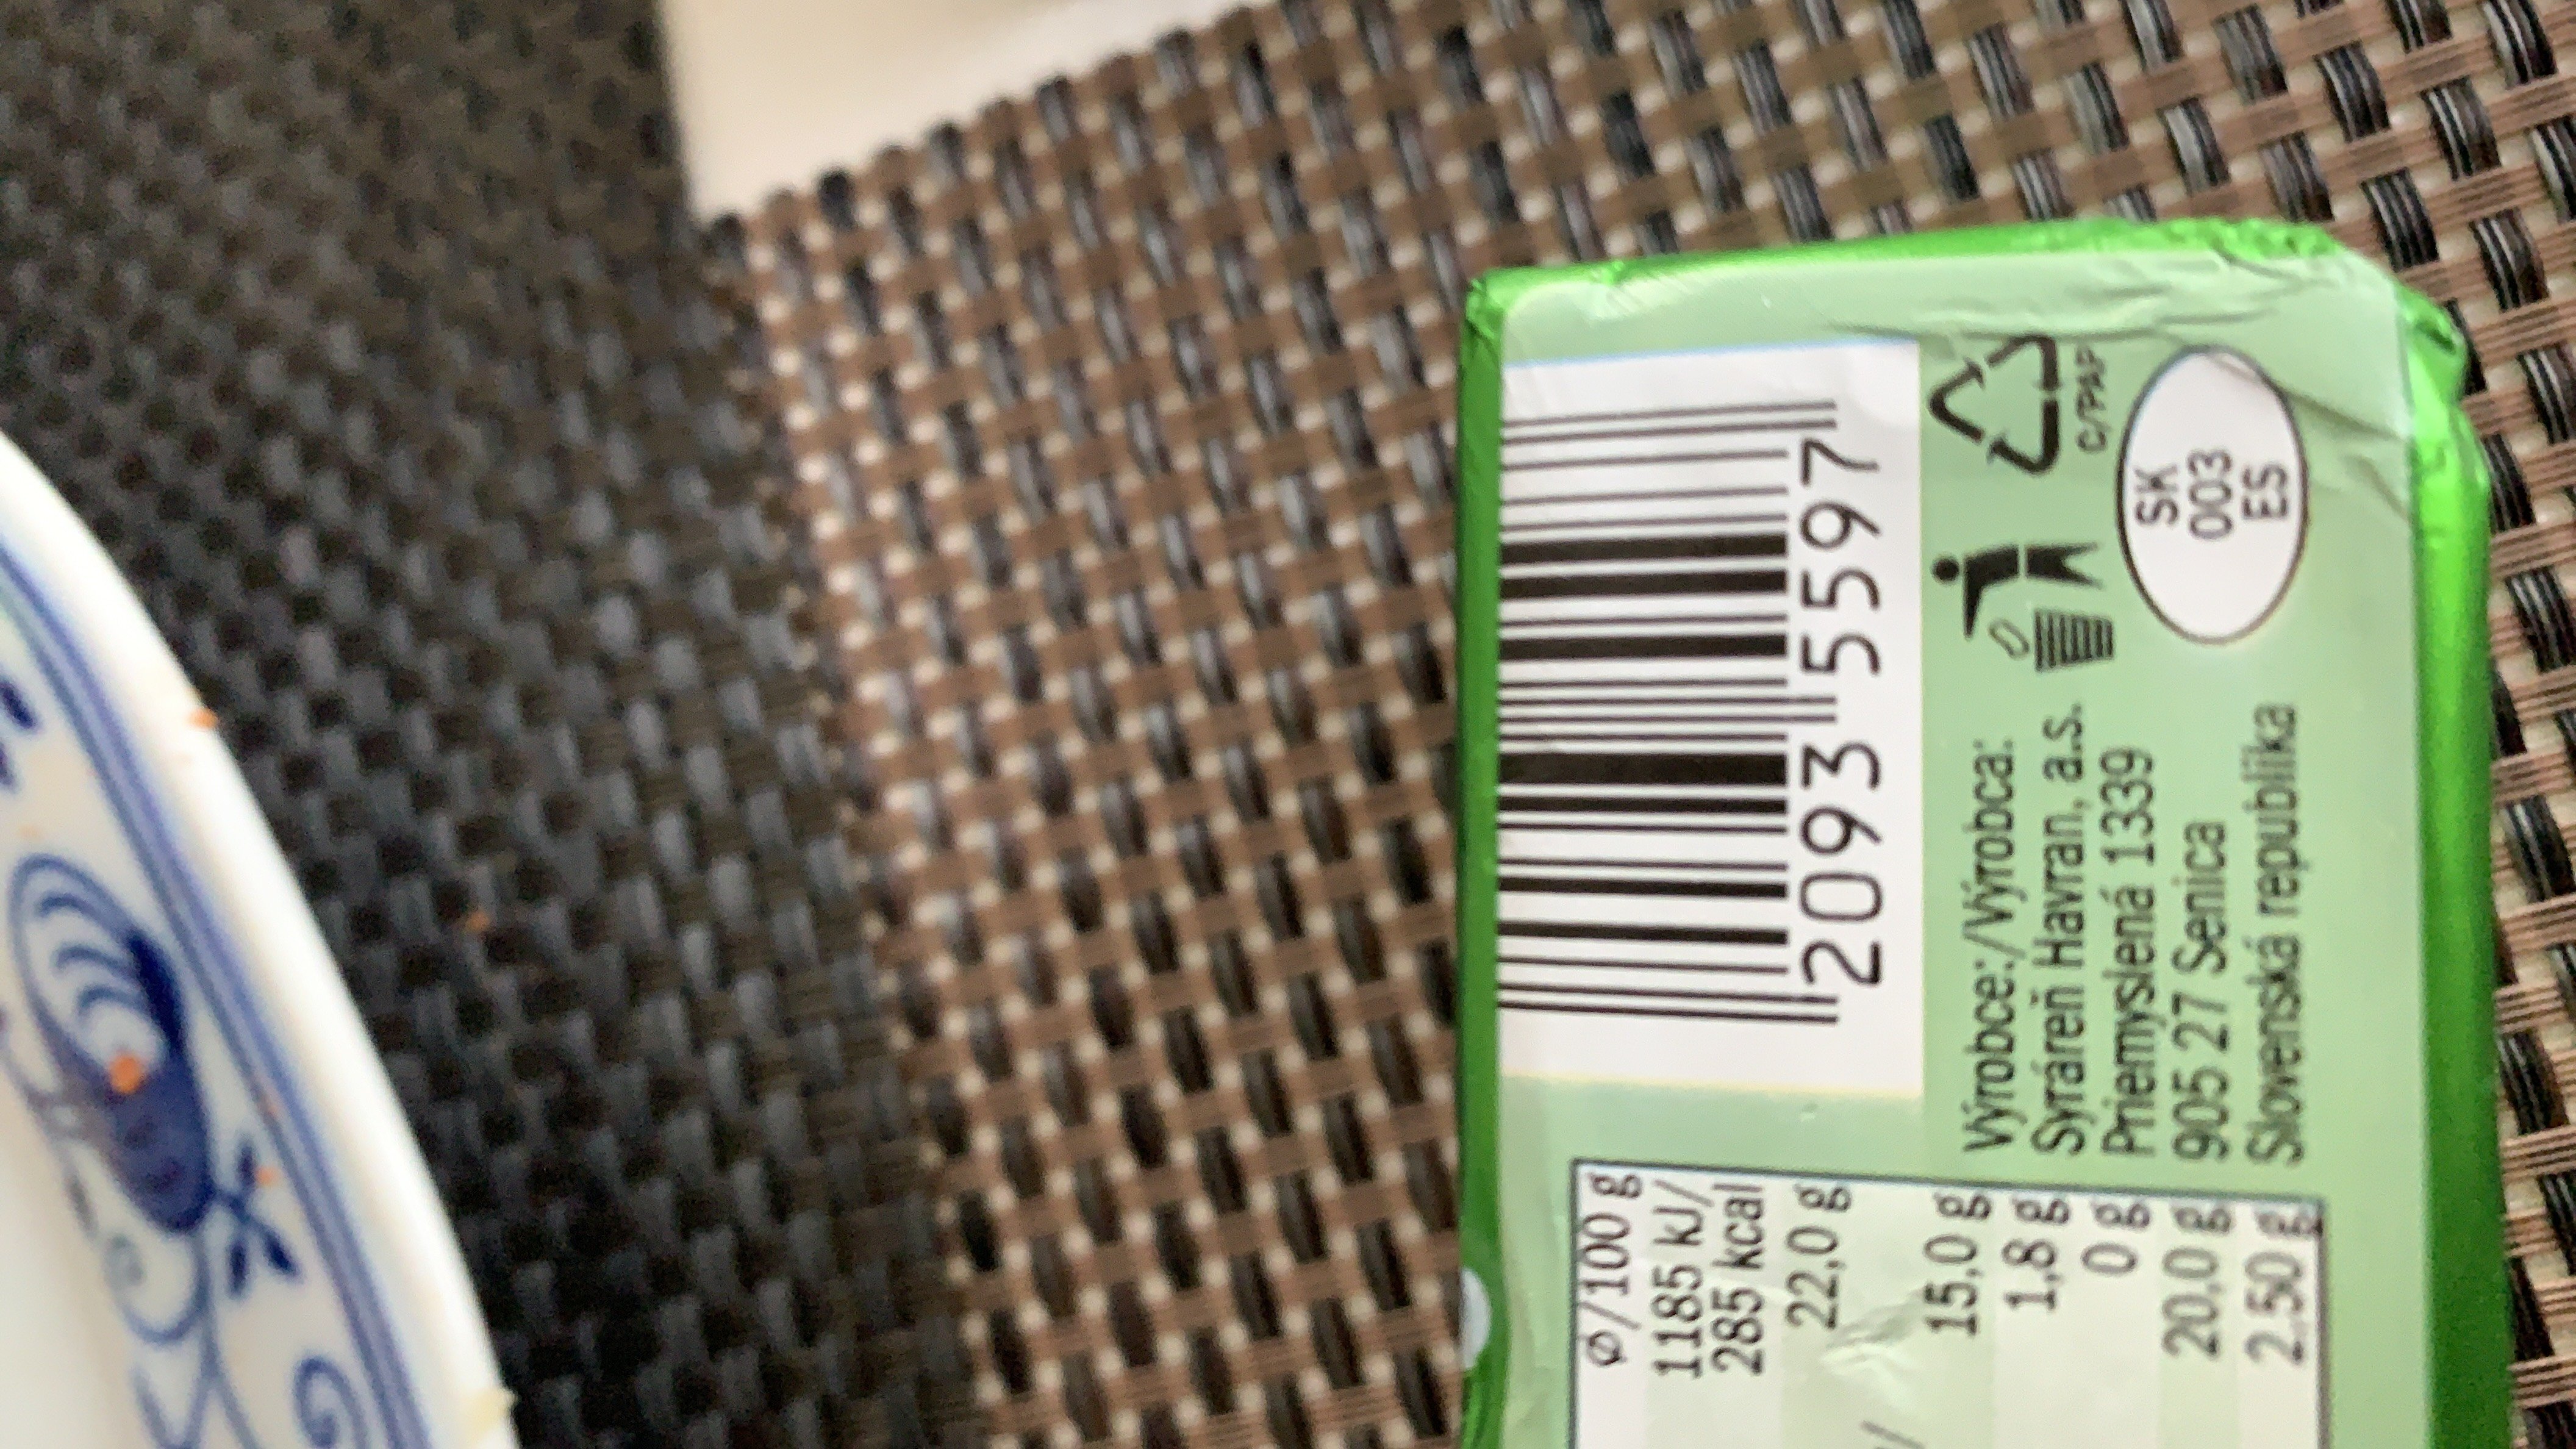 2093 5597
Výrobce:/Výrobca:
Syráreň Havran, a.s.
Priemyslená 1339
905 27 Senica
Slovenská republika
C/PAP
SK
003
ES
ø/100 g
1185 kJ/
285 kcal
22,0 g
15,0 g
1,8 g
0 g
20,0 g
2,50 g